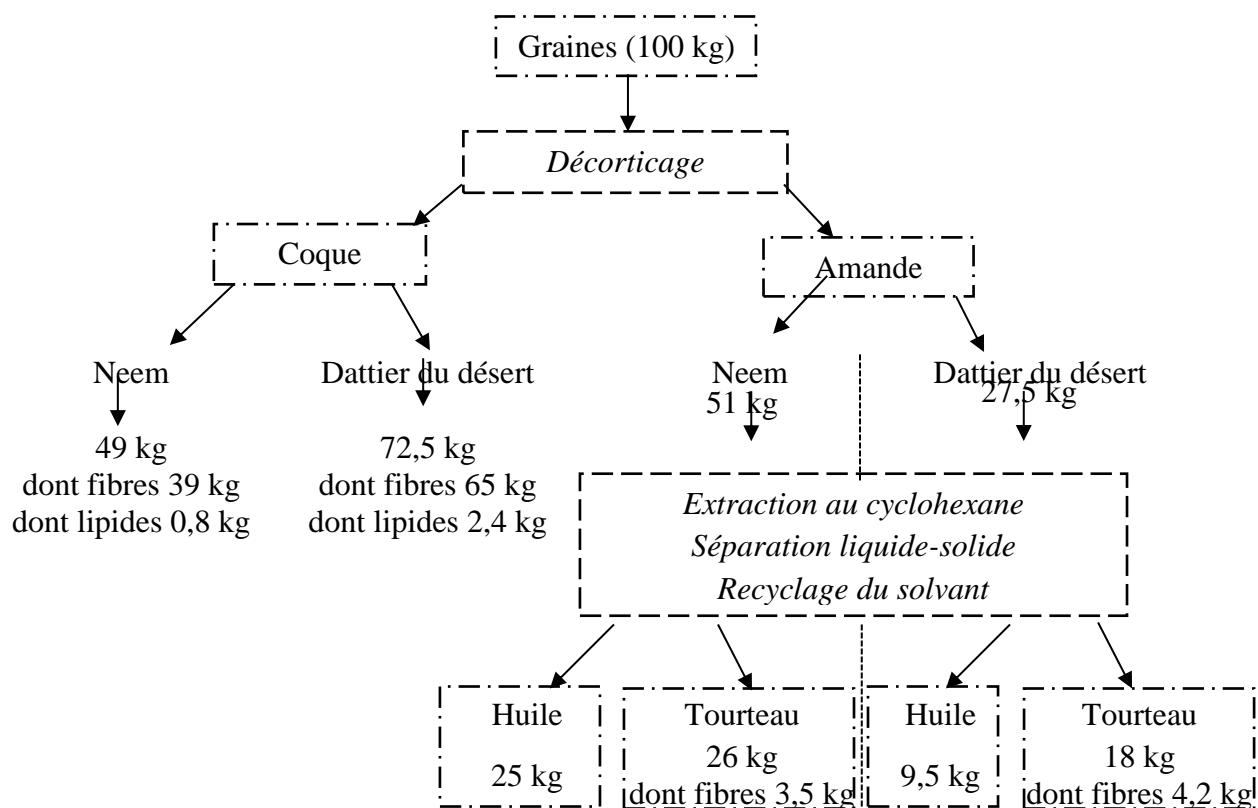 Graines (100 kg)
Décorticage
Coque
Amande
Neem
Dattier du désert
Neem
Dattier du désert
51 kg
27,5 kg
49 kg
dont fibres 39 kg
dont lipides 0,8 kg
72,5 kg
dont fibres 65 kg
dont lipides 2,4 kg
Extraction au cyclohexane
Séparation liquide-solide
Recyclage du solvant
Huile
25 kg
Tourteau
26 kg
dont fibres 3,5 kg
Huile
9,5 kg
Tourteau
18 kg
dont fibres 4,2 kg